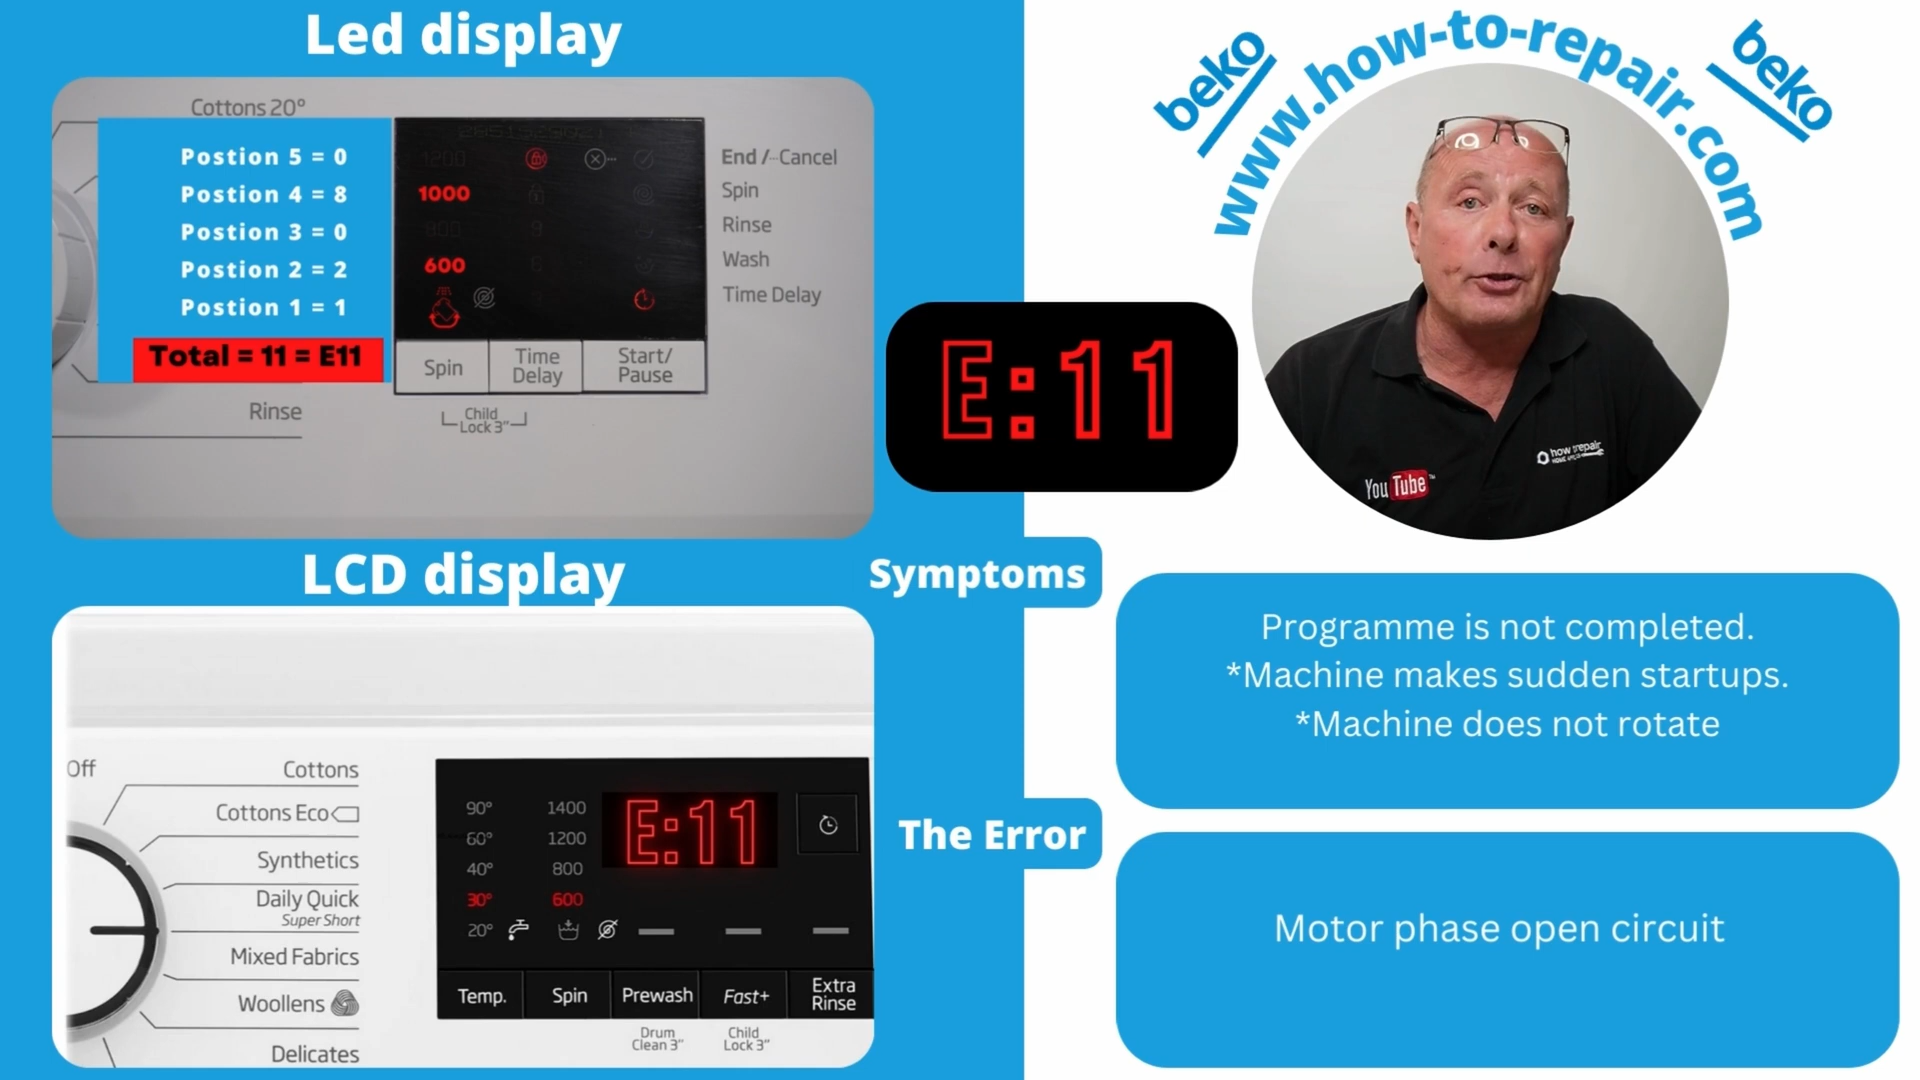 Led display
Cottons 20°
Postion 5 = 0
Postion 4 = 8
Postion 3 = 0
Postion 2 = 2
Postion 1 = 1
Total = 11 = E11
Rinse
1200
1000
800
600
End / Cancel
Spin
Rinse
Wash
Time Delay
Spin
Time
Delay
Start/
Pause
Child
Lock 3"
LCD display
Off
Cottons
Cottons Eco
Synthetics
Daily Quick
Super Short
Mixed Fabrics
Woollens
Delicates
90° 1400
60° 1200
40° 800
30° 600
20°
E:11
Temp.
Spin
Prewash
Fast+
Extra
Rinse
Drum
Clean 3"
Child
Lock 3"
beko
www.how-to-repair.com
beko
E:11
how repair
YouTube
Symptoms
Programme is not completed.
*Machine makes sudden startups.
*Machine does not rotate
The Error
Motor phase open circuit